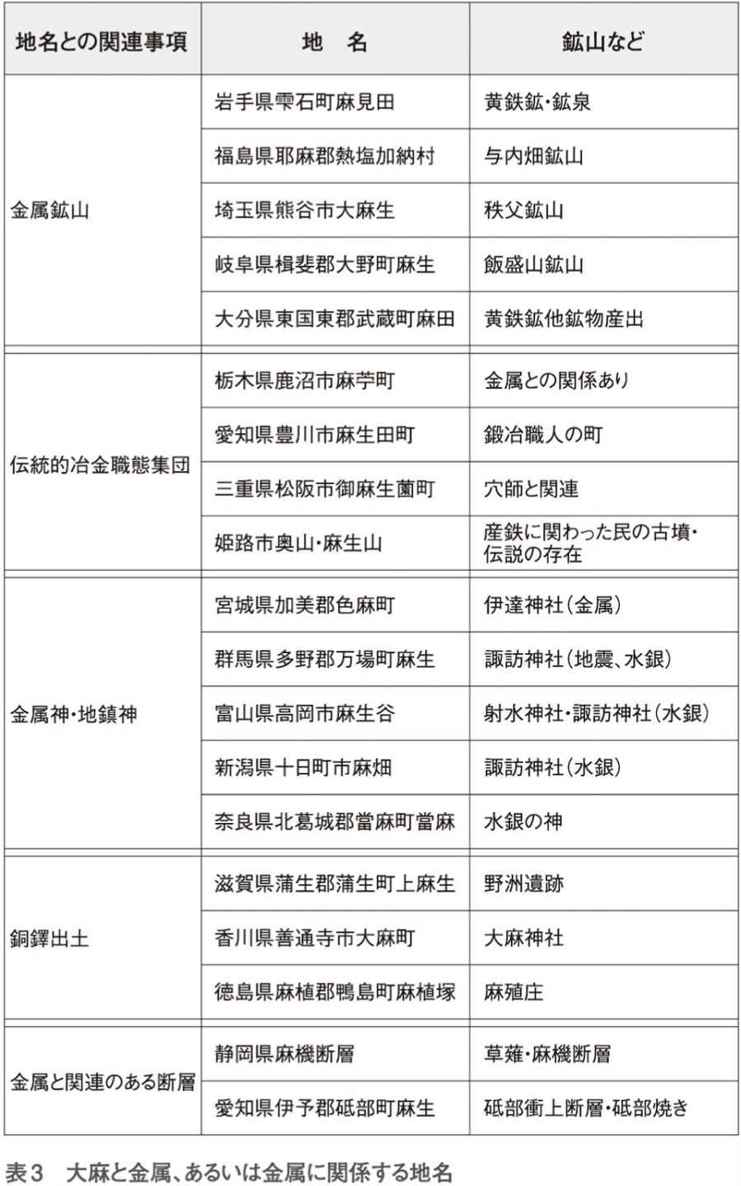 地名との関連事項 地　名 鉱山など
金属鉱山
岩手県雫石町麻見田 黄鉄鉱・鉱泉
福島県耶麻郡熱塩加納村 与内畑鉱山
埼玉県熊谷市大麻生 秩父鉱山
岐阜県楫斐郡大野町麻生 飯盛山鉱山
大分県東国東郡武蔵町麻田 黄鉄鉱他鉱物産出
伝統的冶金職態集団
栃木県鹿沼市麻苧町 金属との関係あり
愛知県豊川市麻生田町 鍛冶職人の町
三重県松阪市御麻生薗町 穴師と関連
姫路市奥山・麻生山 産鉄に関わった民の古墳・
伝説の存在
金属神・地鎮神
宮城県加美郡色麻町 伊達神社（金属）
群馬県多野郡万場町麻生 諏訪神社（地震、水銀）
富山県高岡市麻生谷 射水神社・諏訪神社（水銀）
新潟県十日町市麻畑 諏訪神社（水銀）
奈良県北葛城郡當麻町當麻 水銀の神
銅鐸出土
滋賀県蒲生郡蒲生町上麻生 野洲遺跡
香川県善通寺市大麻町 大麻神社
徳島県麻植郡鴨島町麻植塚 麻殖庄
金属と関連のある断層
静岡県麻機断層 草薙・麻機断層
愛知県伊予郡砥部町麻生 砥部衝上断層・砥部焼き
表3　大麻と金属、あるいは金属に関係する地名